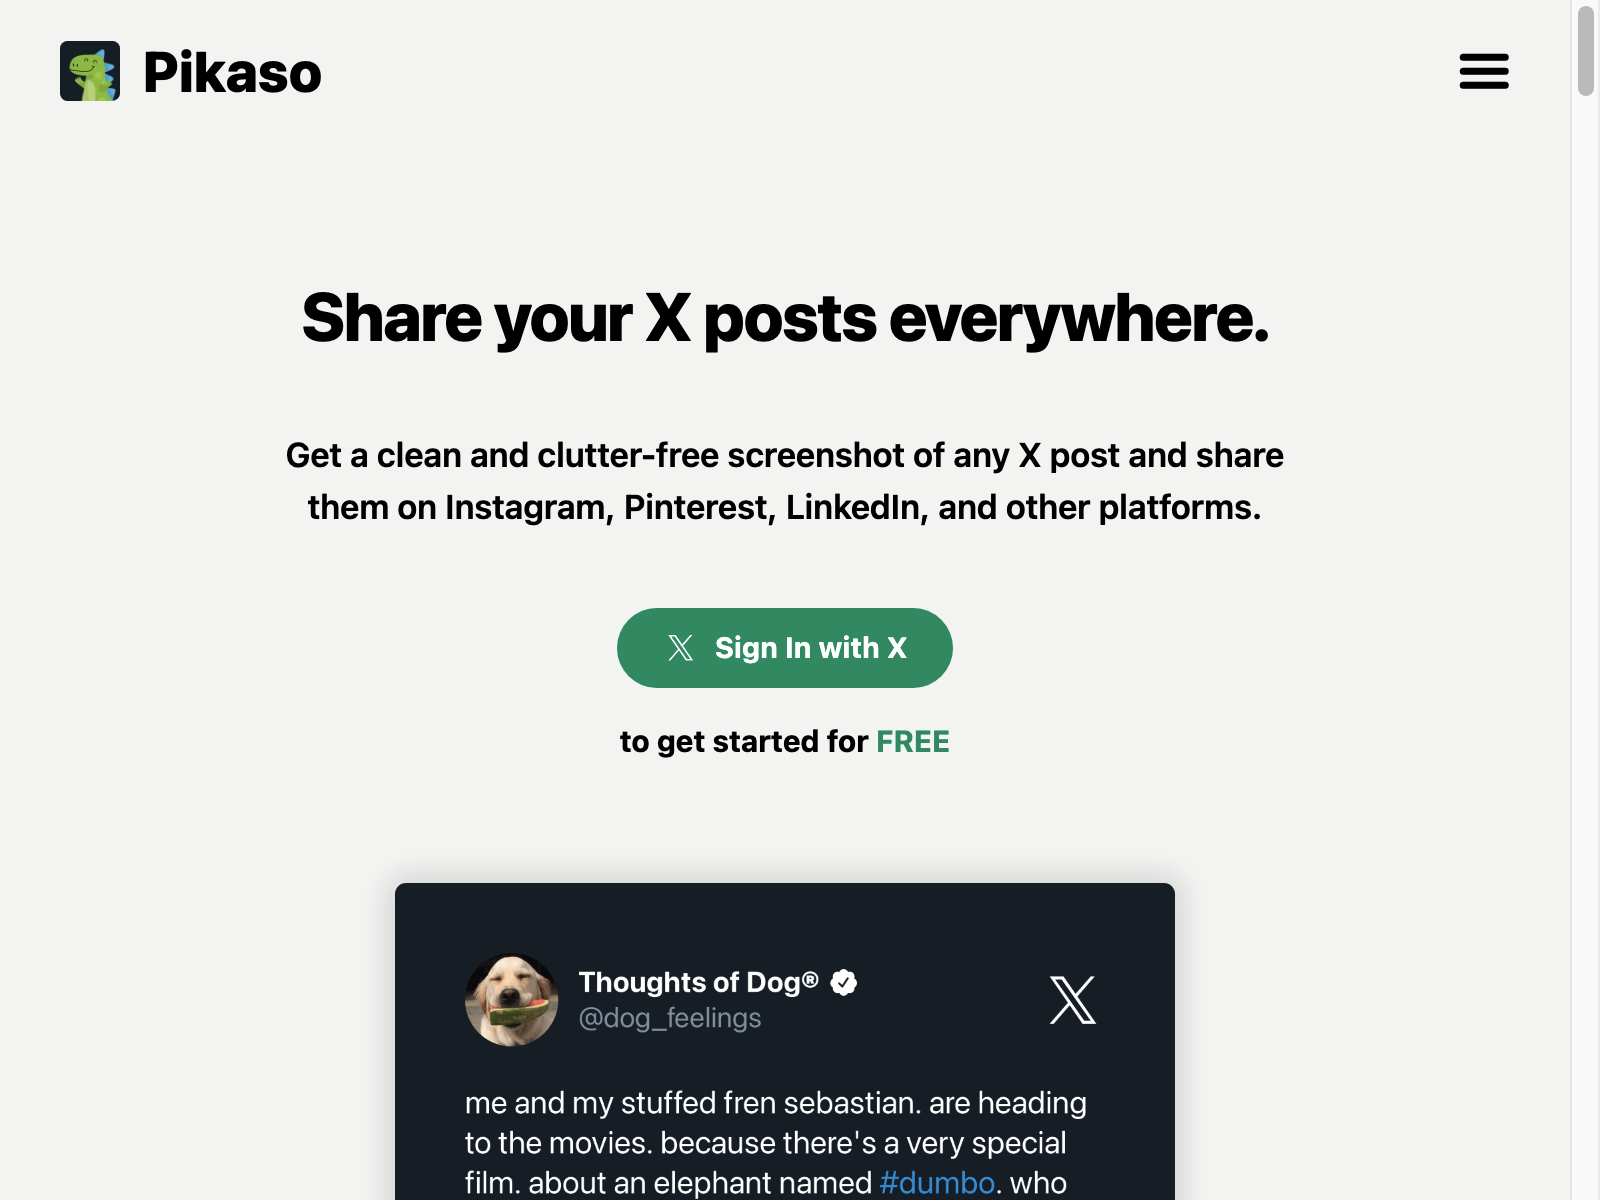 Pikaso
Share your X posts everywhere.
Get a clean and clutter-free screenshot of any X post and share
them on Instagram, Pinterest, LinkedIn, and other platforms.
Sign In with X
to get started for FREE
Thoughts of Dog®
@dog_feelings
me and my stuffed fren sebastian. are heading
to the movies. because there's a very special
film. about an elephant named #dumbo. who